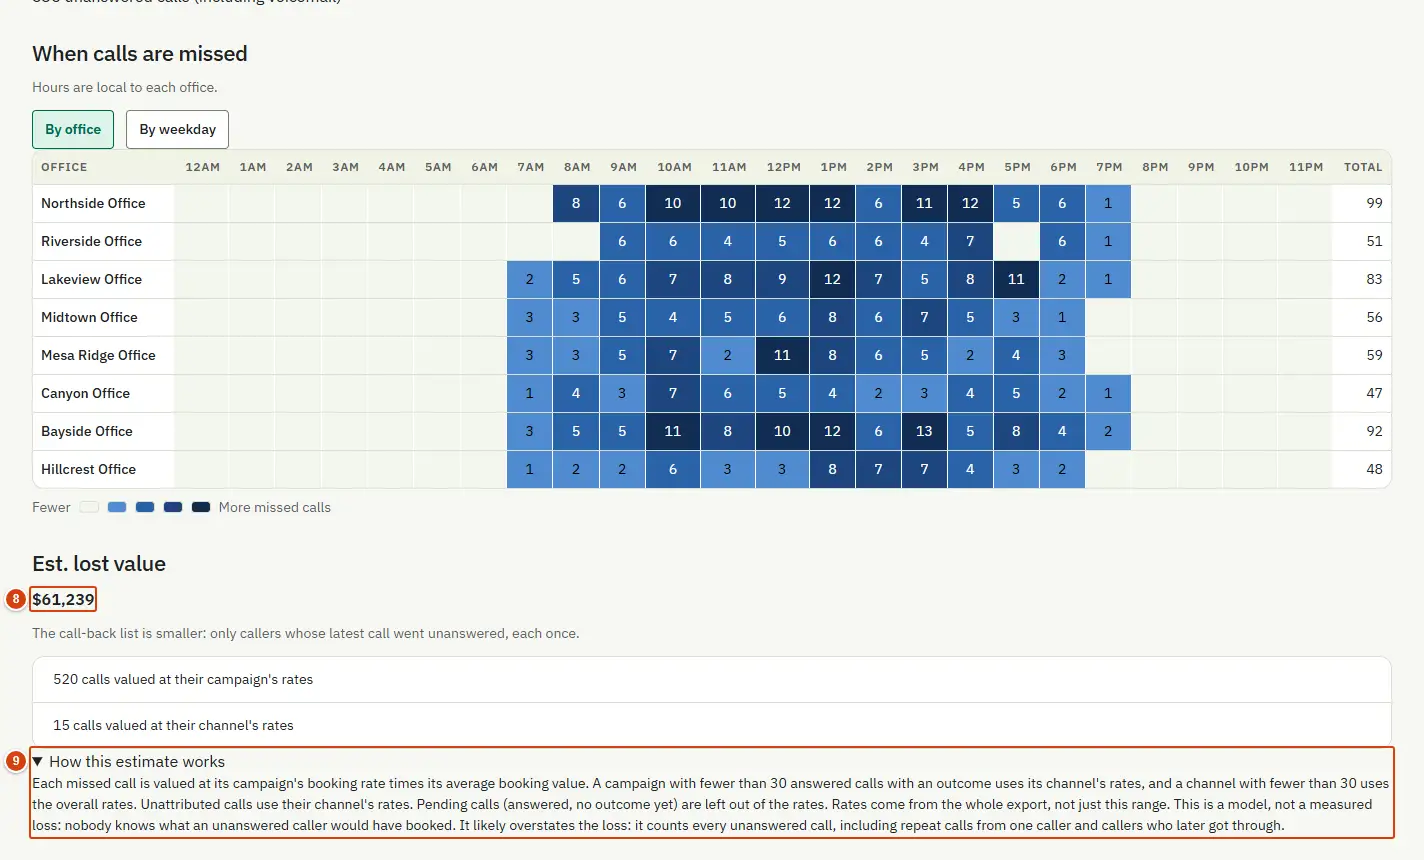 When calls are missed
Hours are local to each office.
By office By weekday
OFFICE 12AM 1AM 2AM 3AM 4AM 5AM 6AM 7AM 8AM 9AM 10AM 11AM 12PM 1PM 2PM 3PM 4PM 5PM 6PM 7PM 8PM 9PM 10PM 11PM TOTAL
Northside Office 8 6 10 10 12 12 6 11 12 5 6 1 99
Riverside Office 6 6 4 5 6 6 4 7 6 1 51
Lakeview Office 2 5 6 7 8 9 12 7 5 8 11 2 1 83
Midtown Office 3 3 5 4 5 6 8 6 7 5 3 1 56
Mesa Ridge Office 3 3 5 7 2 11 8 6 5 2 4 3 59
Canyon Office 1 4 3 7 6 5 4 2 3 4 5 2 1 47
Bayside Office 3 5 5 11 8 10 12 6 13 5 8 4 2 92
Hillcrest Office 1 2 2 6 3 3 8 7 7 4 3 2 48
Fewer More missed calls
Est. lost value
8 $61,239
The call-back list is smaller: only callers whose latest call went unanswered, each once.
520 calls valued at their campaign's rates
15 calls valued at their channel's rates
9 ▼ How this estimate works
Each missed call is valued at its campaign's booking rate times its average booking value. A campaign with fewer than 30 answered calls with an outcome uses its channel's rates, and a channel with fewer than 30 uses
the overall rates. Unattributed calls use their channel's rates. Pending calls (answered, no outcome yet) are left out of the rates. Rates come from the whole export, not just this range. This is a model, not a measured
loss: nobody knows what an unanswered caller would have booked. It likely overstates the loss: it counts every unanswered call, including repeat calls from one caller and callers who later got through.